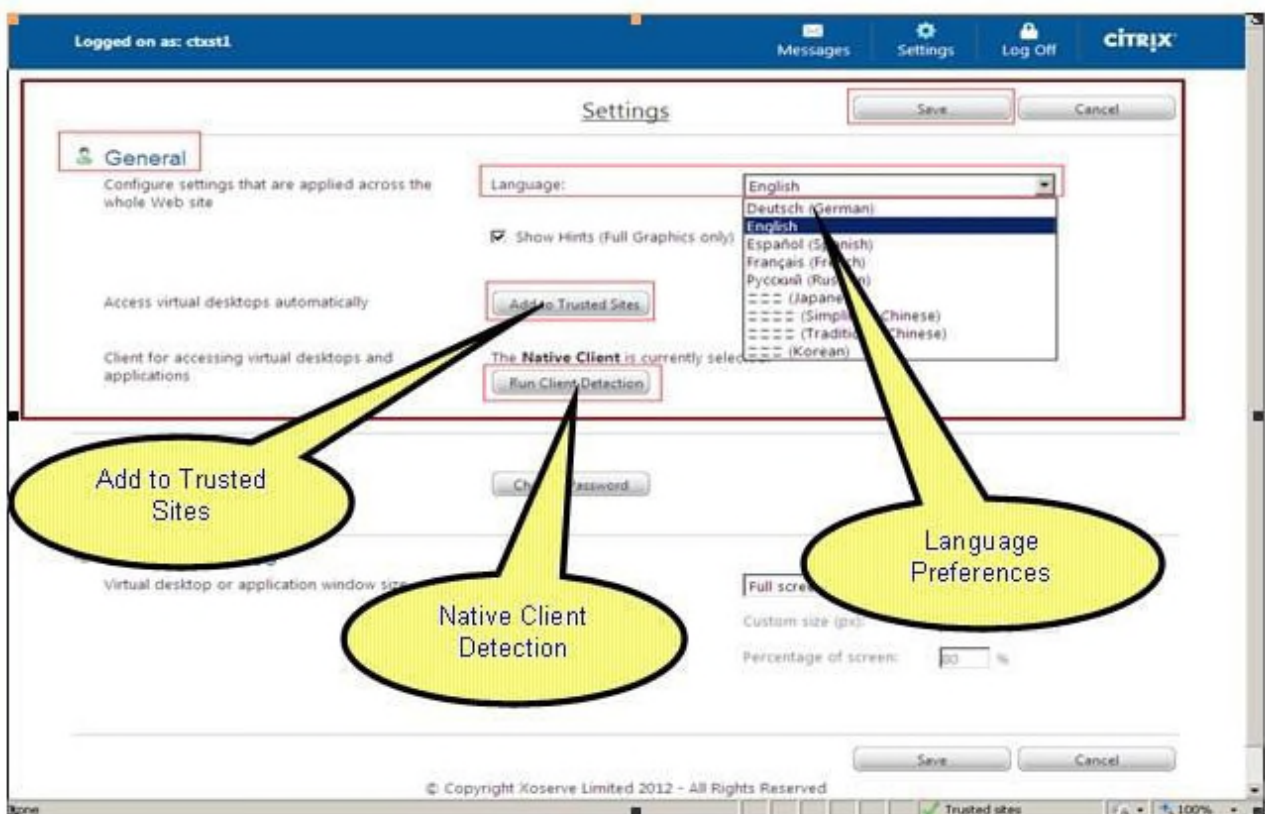 Logged on as: ctxst1
Messages
Settings
Log Off
CITRIX
Settings
Save
Cancel
General
Configure settings that are applied across the
whole Web site
Language:
English
Deutsch (German)
English
Español (Spanish)
Français (French)
Русский (Russian)
(Japanese)
(Simplified Chinese)
(Traditional Chinese)
(Korean)
Show Hints (Full Graphics only)
Access virtual desktops automatically
Add to Trusted Sites
Client for accessing virtual desktops and
applications
The Native Client is currently selected.
Run Client Detection
Add to Trusted
Sites
Change Password
Language
Preferences
Virtual desktop or application window size
Full screen
Native Client
Detection
Custom size (px):
Percentage of screen:
80
%
Save
Cancel
© Copyright Xoserve Limited 2012 - All Rights Reserved
Done
Trusted sites
100%